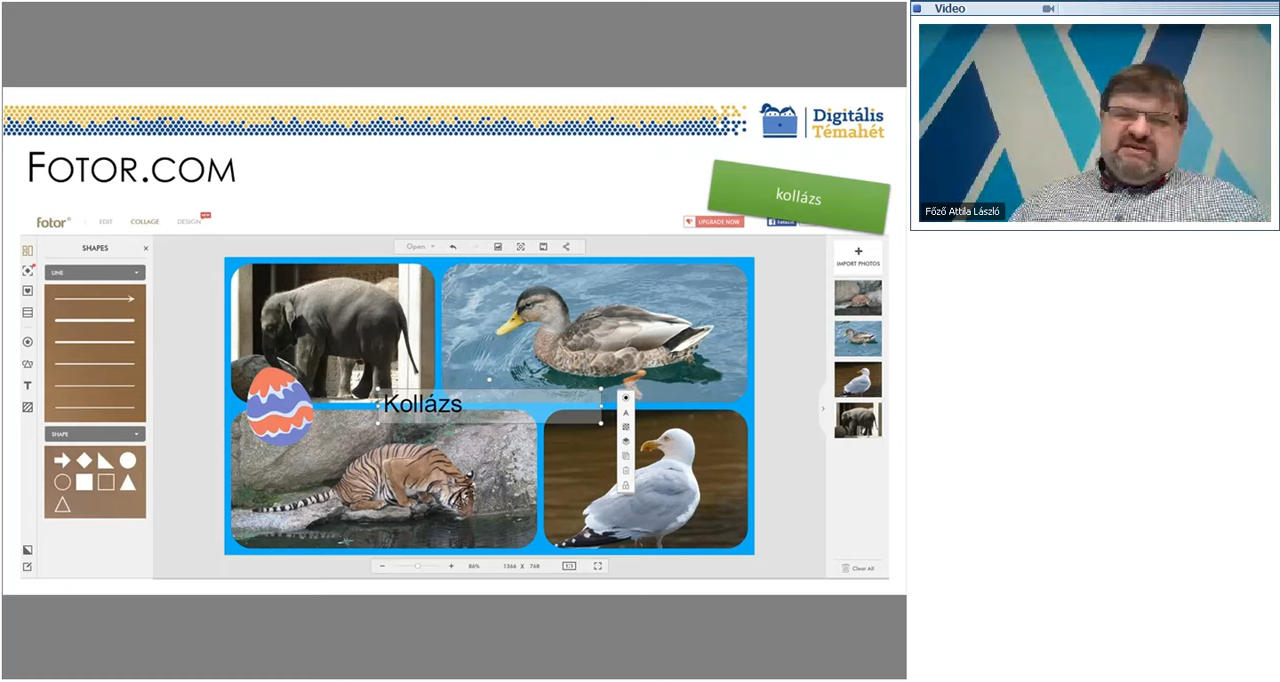 Video
Digitális
Témahét
FOTOR.COM
kollázs
fotor
EDIT
COLLAGE
DESIGN
UPGRADE NOW
SHAPES
Open
IMPORT PHOTOS
LINE
Kollázs
SHAPE
86%
1366 X 768
Clear All
Főző Attila László